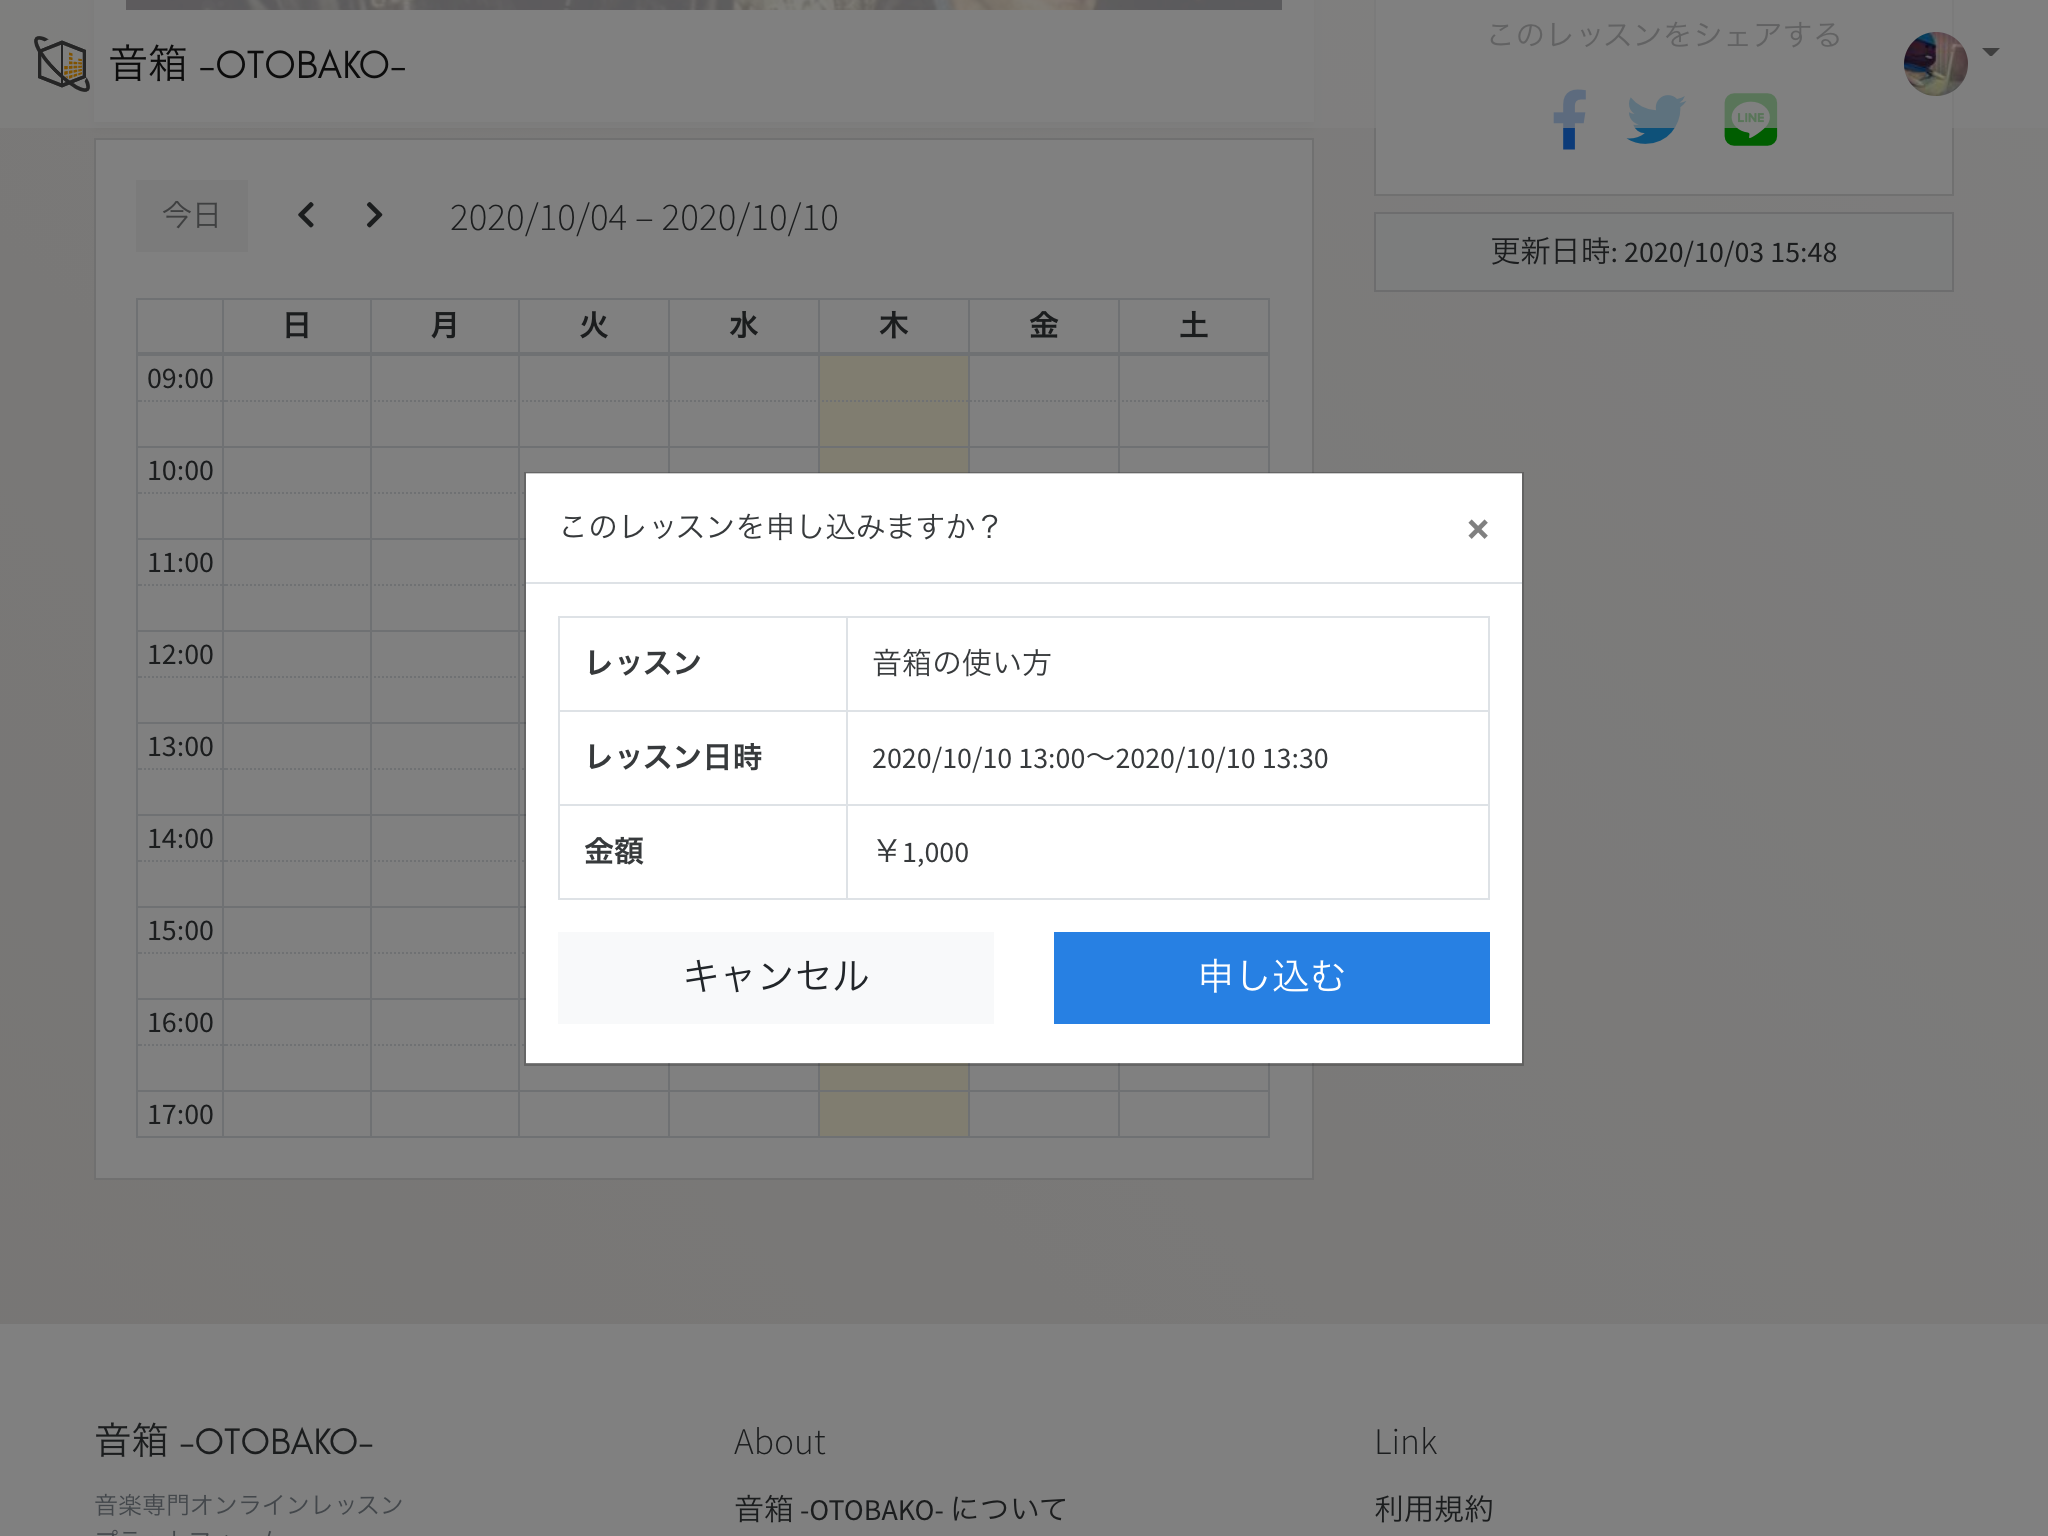 音箱 -OTOBAKO-
このレッスンをシェアする
LINE
今日
2020/10/04 – 2020/10/10
更新日時: 2020/10/03 15:48
日 月 火 水 木 金 土
09:00
10:00
11:00
12:00
13:00
14:00
15:00
16:00
17:00
このレッスンを申し込みますか？
×
レッスン 音箱の使い方
レッスン日時 2020/10/10 13:00〜2020/10/10 13:30
金額 ￥1,000
キャンセル 申し込む
音箱 -OTOBAKO-
音楽専門オンラインレッスン
About
音箱 -OTOBAKO- について
Link
利用規約